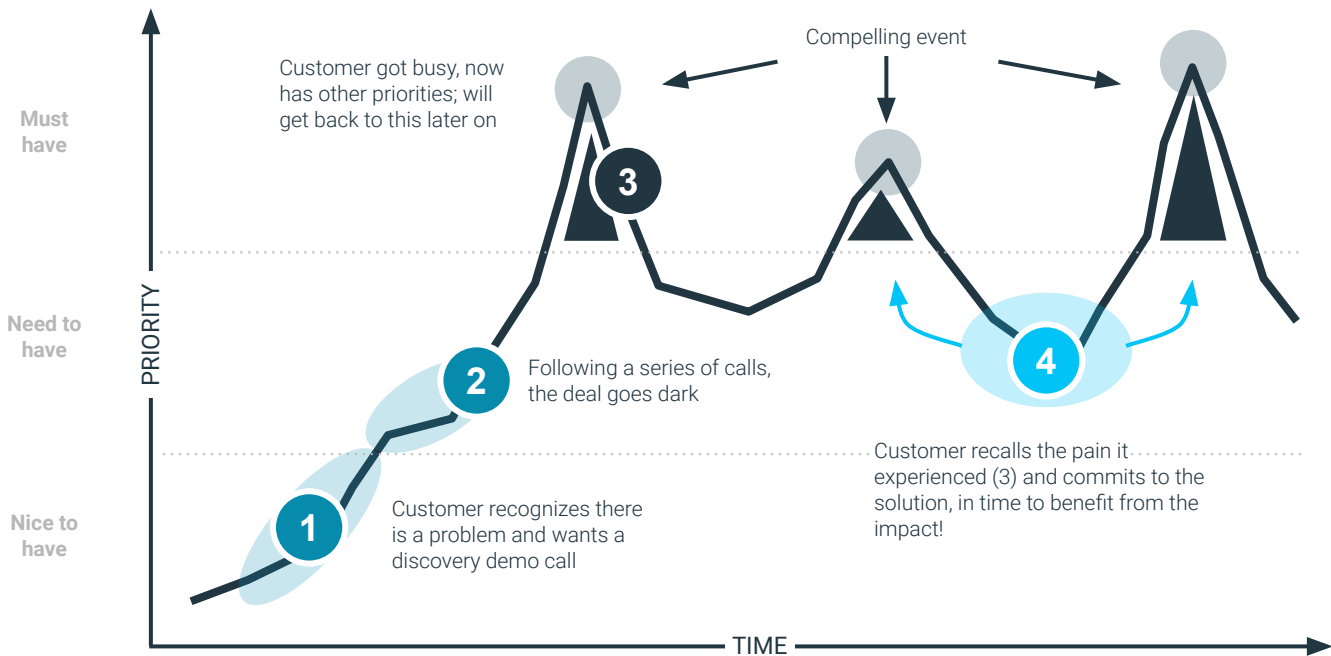 Compelling event
Customer got busy, now
has other priorities; will
get back to this later on
Must
have
3
PRIORITY
Need to
have
2
Following a series of calls,
the deal goes dark
4
Customer recalls the pain it
experienced (3) and commits to the
solution, in time to benefit from the
impact!
1
Customer recognizes there
is a problem and wants a
discovery demo call
Nice to
have
TIME